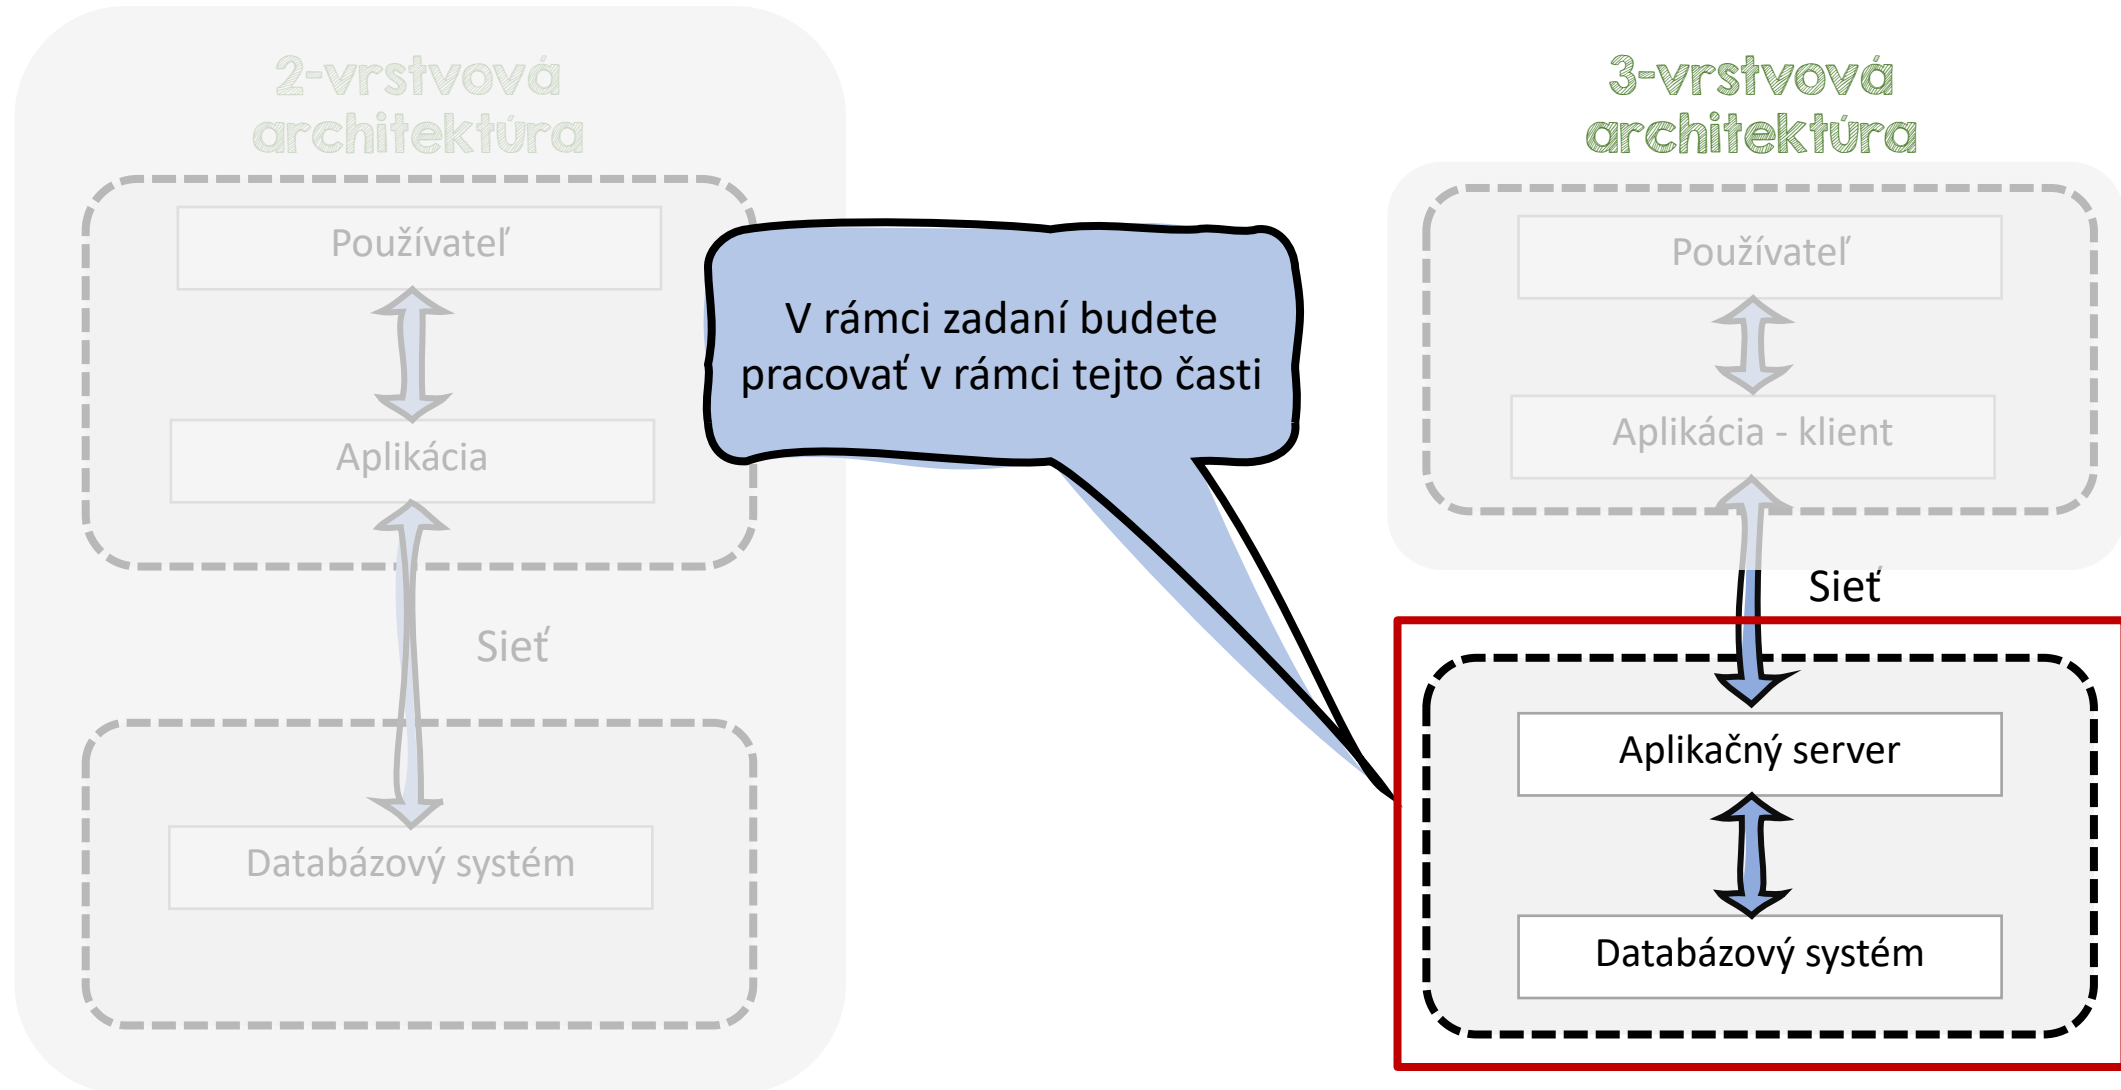 2-vrstvová
architektúra
Používateľ
Aplikácia
Sieť
Databázový systém
V rámci zadaní budete
pracovať v rámci tejto časti
3-vrstvová
architektúra
Používateľ
Aplikácia - klient
Sieť
Aplikačný server
Databázový systém